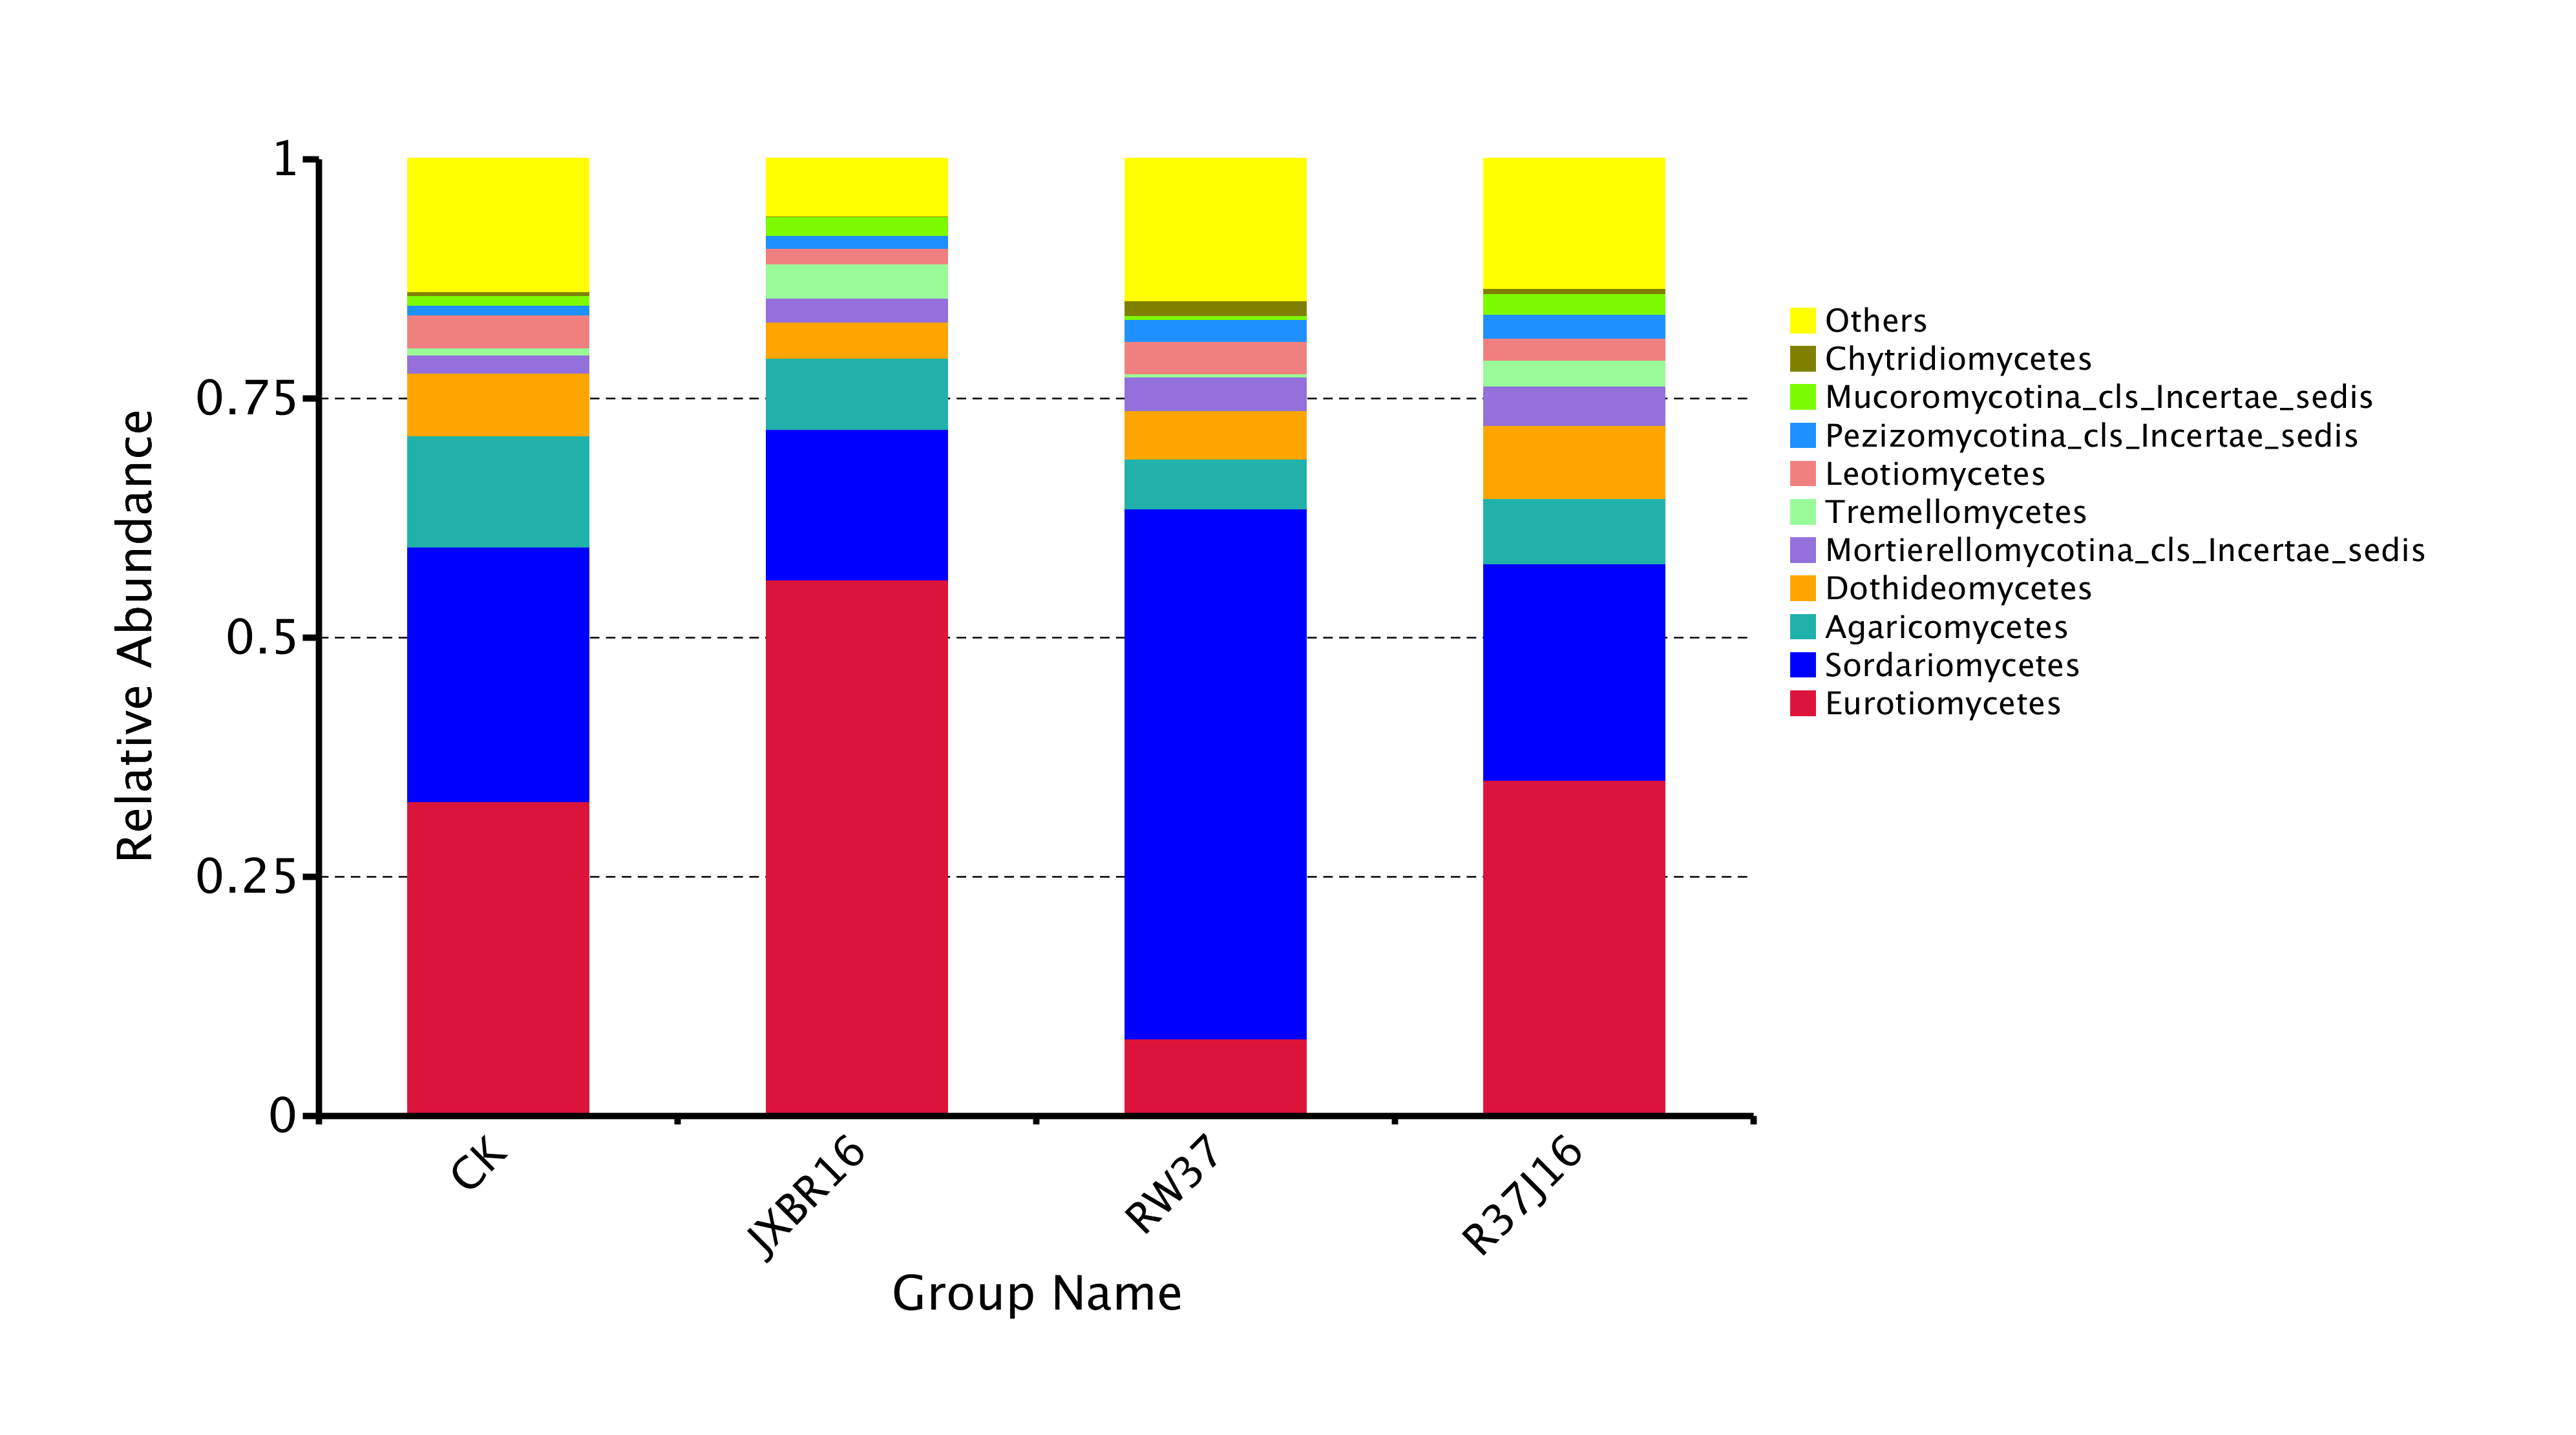 1
0.75
0.5
0.25
0
Relative Abundance
CK
JXBR16
RW37
R37J16
Group Name
Others
Chytridiomycetes
Mucoromycotina_cls_Incertae_sedis
Pezizomycotina_cls_Incertae_sedis
Leotiomycetes
Tremellomycetes
Mortierellomycotina_cls_Incertae_sedis
Dothideomycetes
Agaricomycetes
Sordariomycetes
Eurotiomycetes